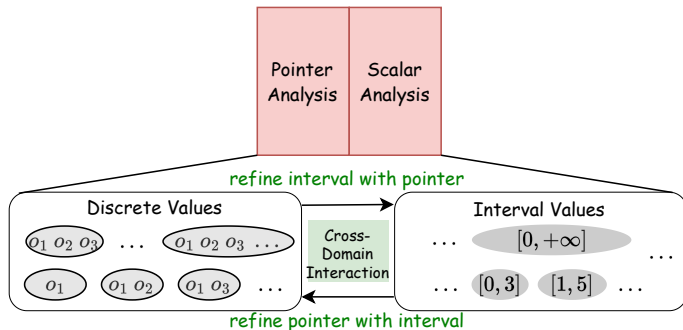 Pointer Analysis
Scalar Analysis
refine interval with pointer
Discrete Values
o₁ o₂ o₃ ... o₁ o₂ o₃ ...
o₁ o₁ o₂ o₁ o₃ ...
Cross-
Domain
Interaction
Interval Values
... [0, +∞] ...
... [0, 3] [1, 5] ...
refine pointer with interval